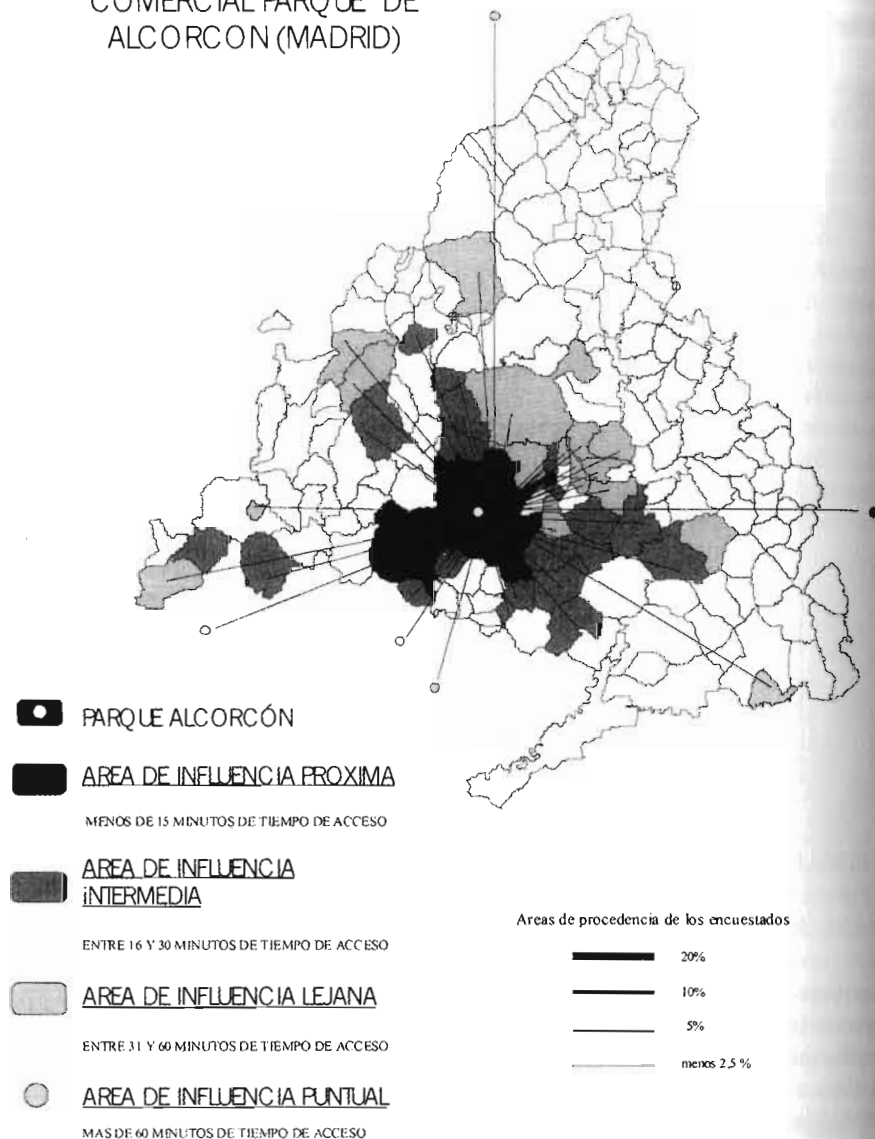 COMERCIAL PARQUE DE
ALCORCON (MADRID)
PARQUE ALCORCÓN
AREA DE INFLUENCIA PROXIMA
MENOS DE 15 MINUTOS DE TIEMPO DE ACCESO
AREA DE INFLUENCIA
iNTERMEDIA
ENTRE 16 Y 30 MINUTOS DE TIEMPO DE ACCESO
AREA DE INFLUENCIA LEJANA
ENTRE 31 Y 60 MINUTOS DE TIEMPO DE ACCESO
AREA DE INFLUENCIA PUNTUAL
MAS DE 60 MINUTOS DE TIEMPO DE ACCESO
Areas de procedencia de los encuestados
20%
10%
5%
menos 2,5 %